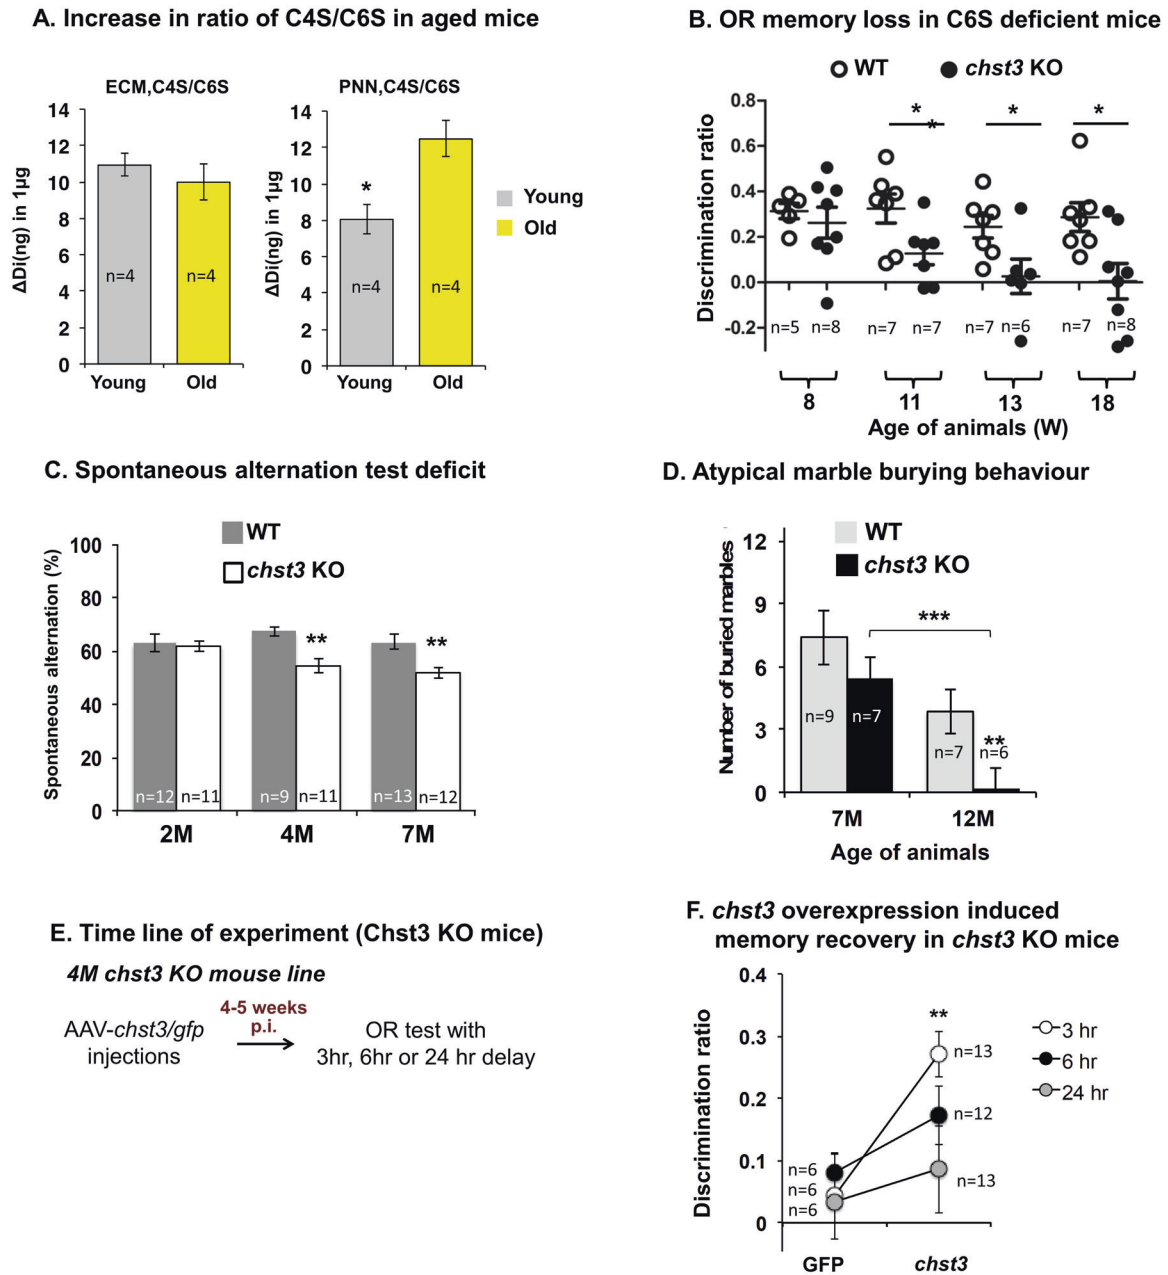 A. Increase in ratio of C4S/C6S in aged mice
ECM,C4S/C6S
ΔDi(ng) in 1µg
14
12
10
8
6
4
2
0
n=4
n=4
Young
Old
PNN,C4S/C6S
ΔDi(ng) in 1µg
14
12
10
8
6
4
2
0
*
n=4
n=4
Young
Old
Young
Old
B. OR memory loss in C6S deficient mice
WT
chst3 KO
Discrimination ratio
0.8
0.6
0.4
0.2
0.0
-0.2
*
*
*
*
n=5
n=8
n=7
n=7
n=7
n=6
n=7
n=8
8
11
13
18
Age of animals (W)
C. Spontaneous alternation test deficit
WT
chst3 KO
Spontaneous alternation (%)
100
80
60
40
20
0
**
**
n=12
n=11
n=9
n=11
n=13
n=12
2M
4M
7M
D. Atypical marble burying behaviour
WT
chst3 KO
Number of buried marbles
12
9
6
3
0
***
**
n=9
n=7
n=7
n=6
7M
12M
Age of animals
E. Time line of experiment (Chst3 KO mice)
4M chst3 KO mouse line
AAV-chst3/gfp
injections
4-5 weeks
p.i.
OR test with
3hr, 6hr or 24 hr delay
F. chst3 overexpression induced
memory recovery in chst3 KO mice
Discrimination ratio
0.4
0.3
0.2
0.1
0
**
n=13
n=12
n=13
n=6
n=6
n=6
3 hr
6 hr
24 hr
GFP
chst3